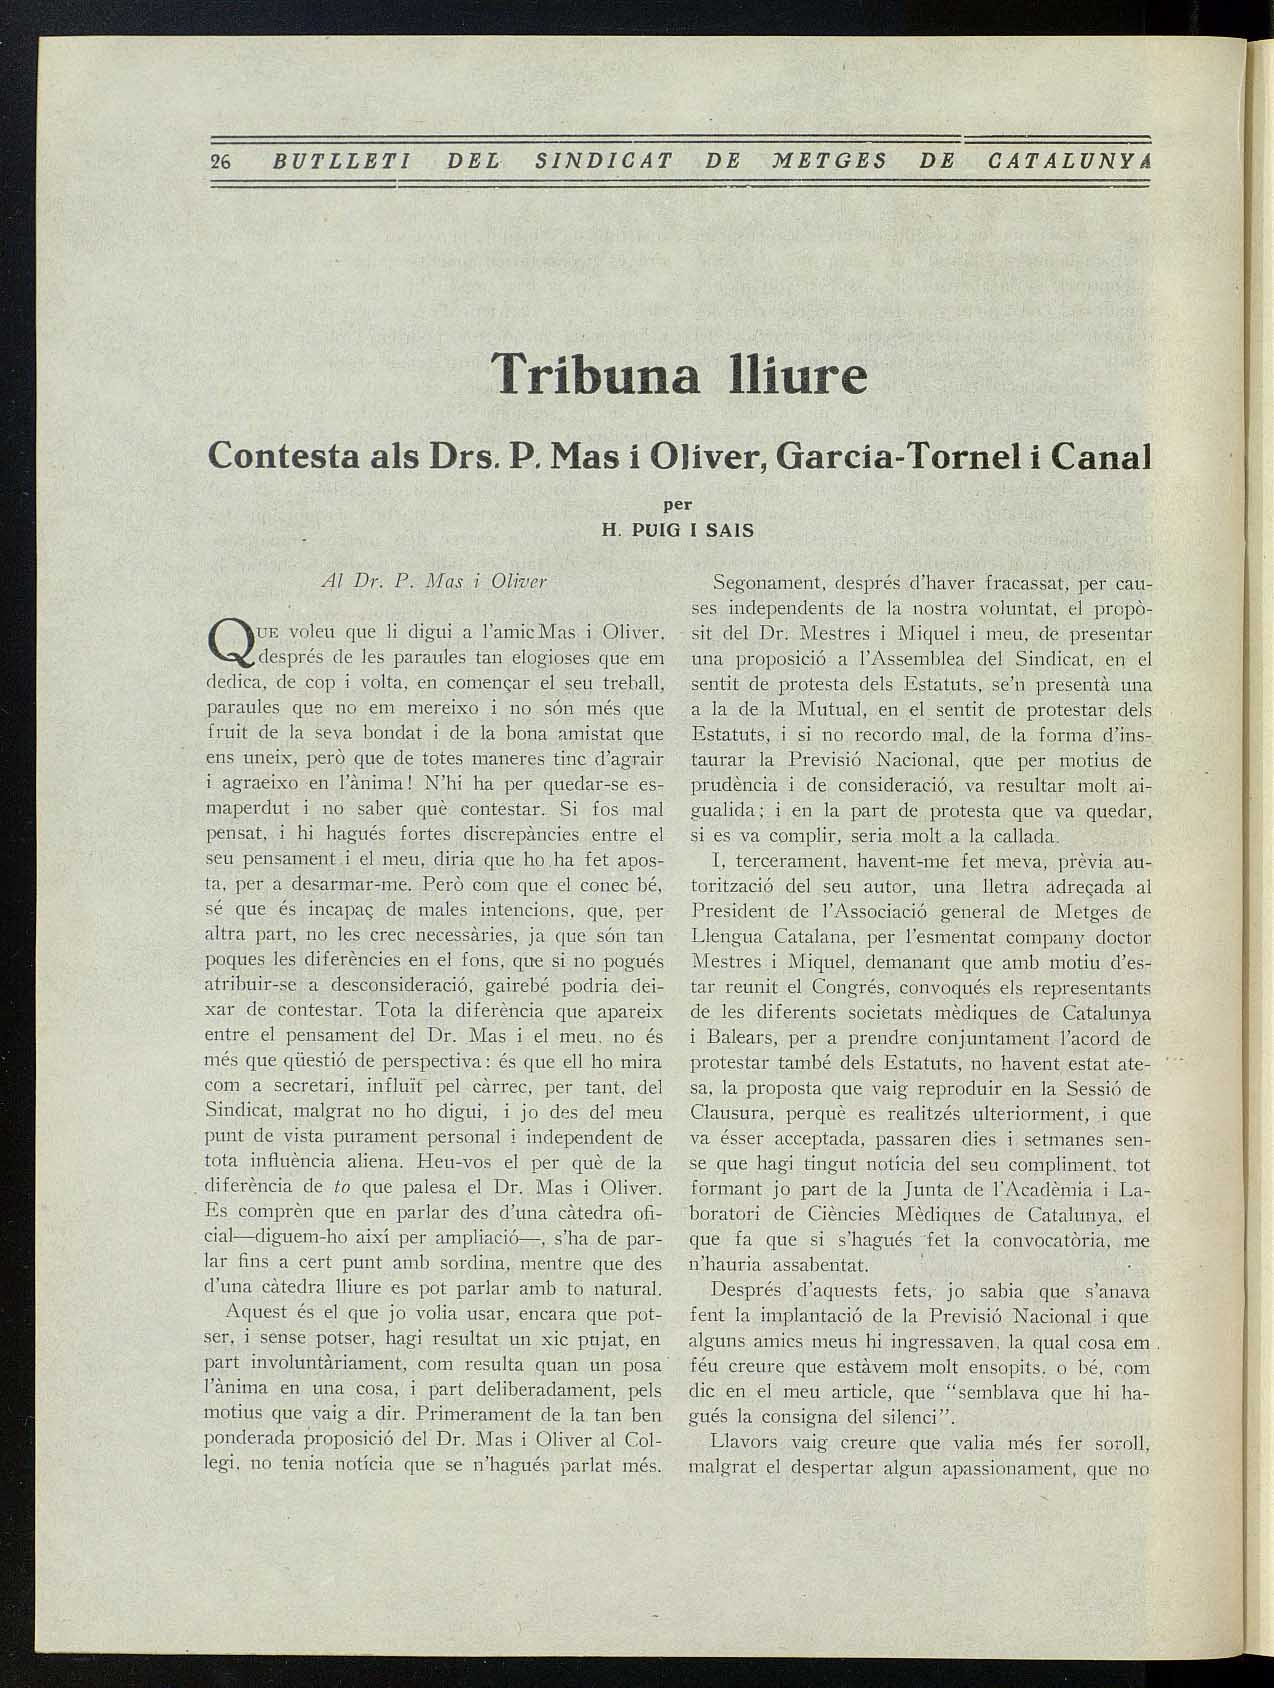 26 BUTLLETI DEL SINDICAT DE METGES DE CATALUNYA
Tribuna lliure
Contesta als Drs. P. Mas i Oliver, Garcia-Tornel i Canal
per
H. PUIG I SAIS
Al Dr. P. Mas i Oliver
QUE voleu que li digui a l'amic Mas i Oliver,
després de les paraules tan elogioses que em
dedica, de cop i volta, en començar el seu treball,
paraules que no em mereixo i no són més que
fruit de la seva bondat i de la bona amistat que
ens uneix, però que de totes maneres tinc d'agrair
i agraeixo en l'ànima! N'hi ha per quedar-se es-
maperdut i no saber què contestar. Si fos mal
pensat, i hi hagués fortes discrepàncies entre el
seu pensament i el meu, diria que ho ha fet apos-
ta, per a desarmar-me. Però com que el conec bé,
sé que és incapaç de males intencions, que, per
altra part, no les crec necessàries, ja que són tan
poques les diferències en el fons, que si no pogués
atribuir-se a desconsideració, gairebé podria dei-
xar de contestar. Tota la diferència que apareix
entre el pensament del Dr. Mas i el meu, no és
més que qüestió de perspectiva: és que ell ho mira
com a secretari, influït pel càrrec, per tant, del
Sindicat, malgrat no ho digui, i jo des del meu
punt de vista purament personal i independent de
tota influència aliena. Heu-vos el per què de la
diferència de to que palesa el Dr. Mas i Oliver.
Es comprèn que en parlar des d'una càtedra ofi-
cial—diguem-ho així per ampliació—, s'ha de par-
lar fins a cert punt amb sordina, mentre que des
d'una càtedra lliure es pot parlar amb to natural.
Aquest és el que jo volia usar, encara que pot-
ser, i sense potser, hagi resultat un xic pujat, en
part involuntàriament, com resulta quan un posa
l'ànima en una cosa, i part deliberadament, pels
motius que vaig a dir. Primerament de la tan ben
ponderada proposició del Dr. Mas i Oliver al Col-
legi, no tenia notícia que se n'hagués parlat més.
Segonament, després d'haver fracassat, per cau-
ses independents de la nostra voluntat, el propò-
sit del Dr. Mestres i Miquel i meu, de presentar
una proposició a l'Assemblea del Sindicat, en el
sentit de protesta dels Estatuts, se'n presentà una
a la de la Mutual, en el sentit de protestar dels
Estatuts, i si no recordo mal, de la forma d'ins-
taurar la Previsió Nacional, que per motius de
prudència i de consideració, va resultar molt ai-
gualida; i en la part de protesta que va quedar,
si es va complir, seria molt a la callada.
I, tercerament, havent-me fet meva, prèvia au-
torització del seu autor, una lletra adreçada al
President de l'Associació general de Metges de
Llengua Catalana, per l'esmentat company doctor
Mestres i Miquel, demanant que amb motiu d'es-
tar reunit el Congrés, convoqués els representants
de les diferents societats mèdiques de Catalunya
i Balears, per a prendre conjuntament l'acord de
protestar també dels Estatuts, no havent estat ate-
sa, la proposta que vaig reproduir en la Sessió de
Clausura, perquè es realitzés ulteriorment, i que
va ésser acceptada, passaren dies i setmanes sen-
se que hagi tingut notícia del seu compliment, tot
formant jo part de la Junta de l'Acadèmia i La-
boratori de Ciències Mèdiques de Catalunya, el
que fa que si s'hagués fet la convocatòria, me
n'hauria assabentat.
Després d'aquests fets, jo sabia que s'anava
fent la implantació de la Previsió Nacional i que
alguns amics meus hi ingressaven, la qual cosa em
féu creure que estàvem molt ensopits, o bé, com
dic en el meu article, que "semblava que hi ha-
gués la consigna del silenci".
Llavors vaig creure que valia més fer soroll,
malgrat el despertar algun apassionament, que no